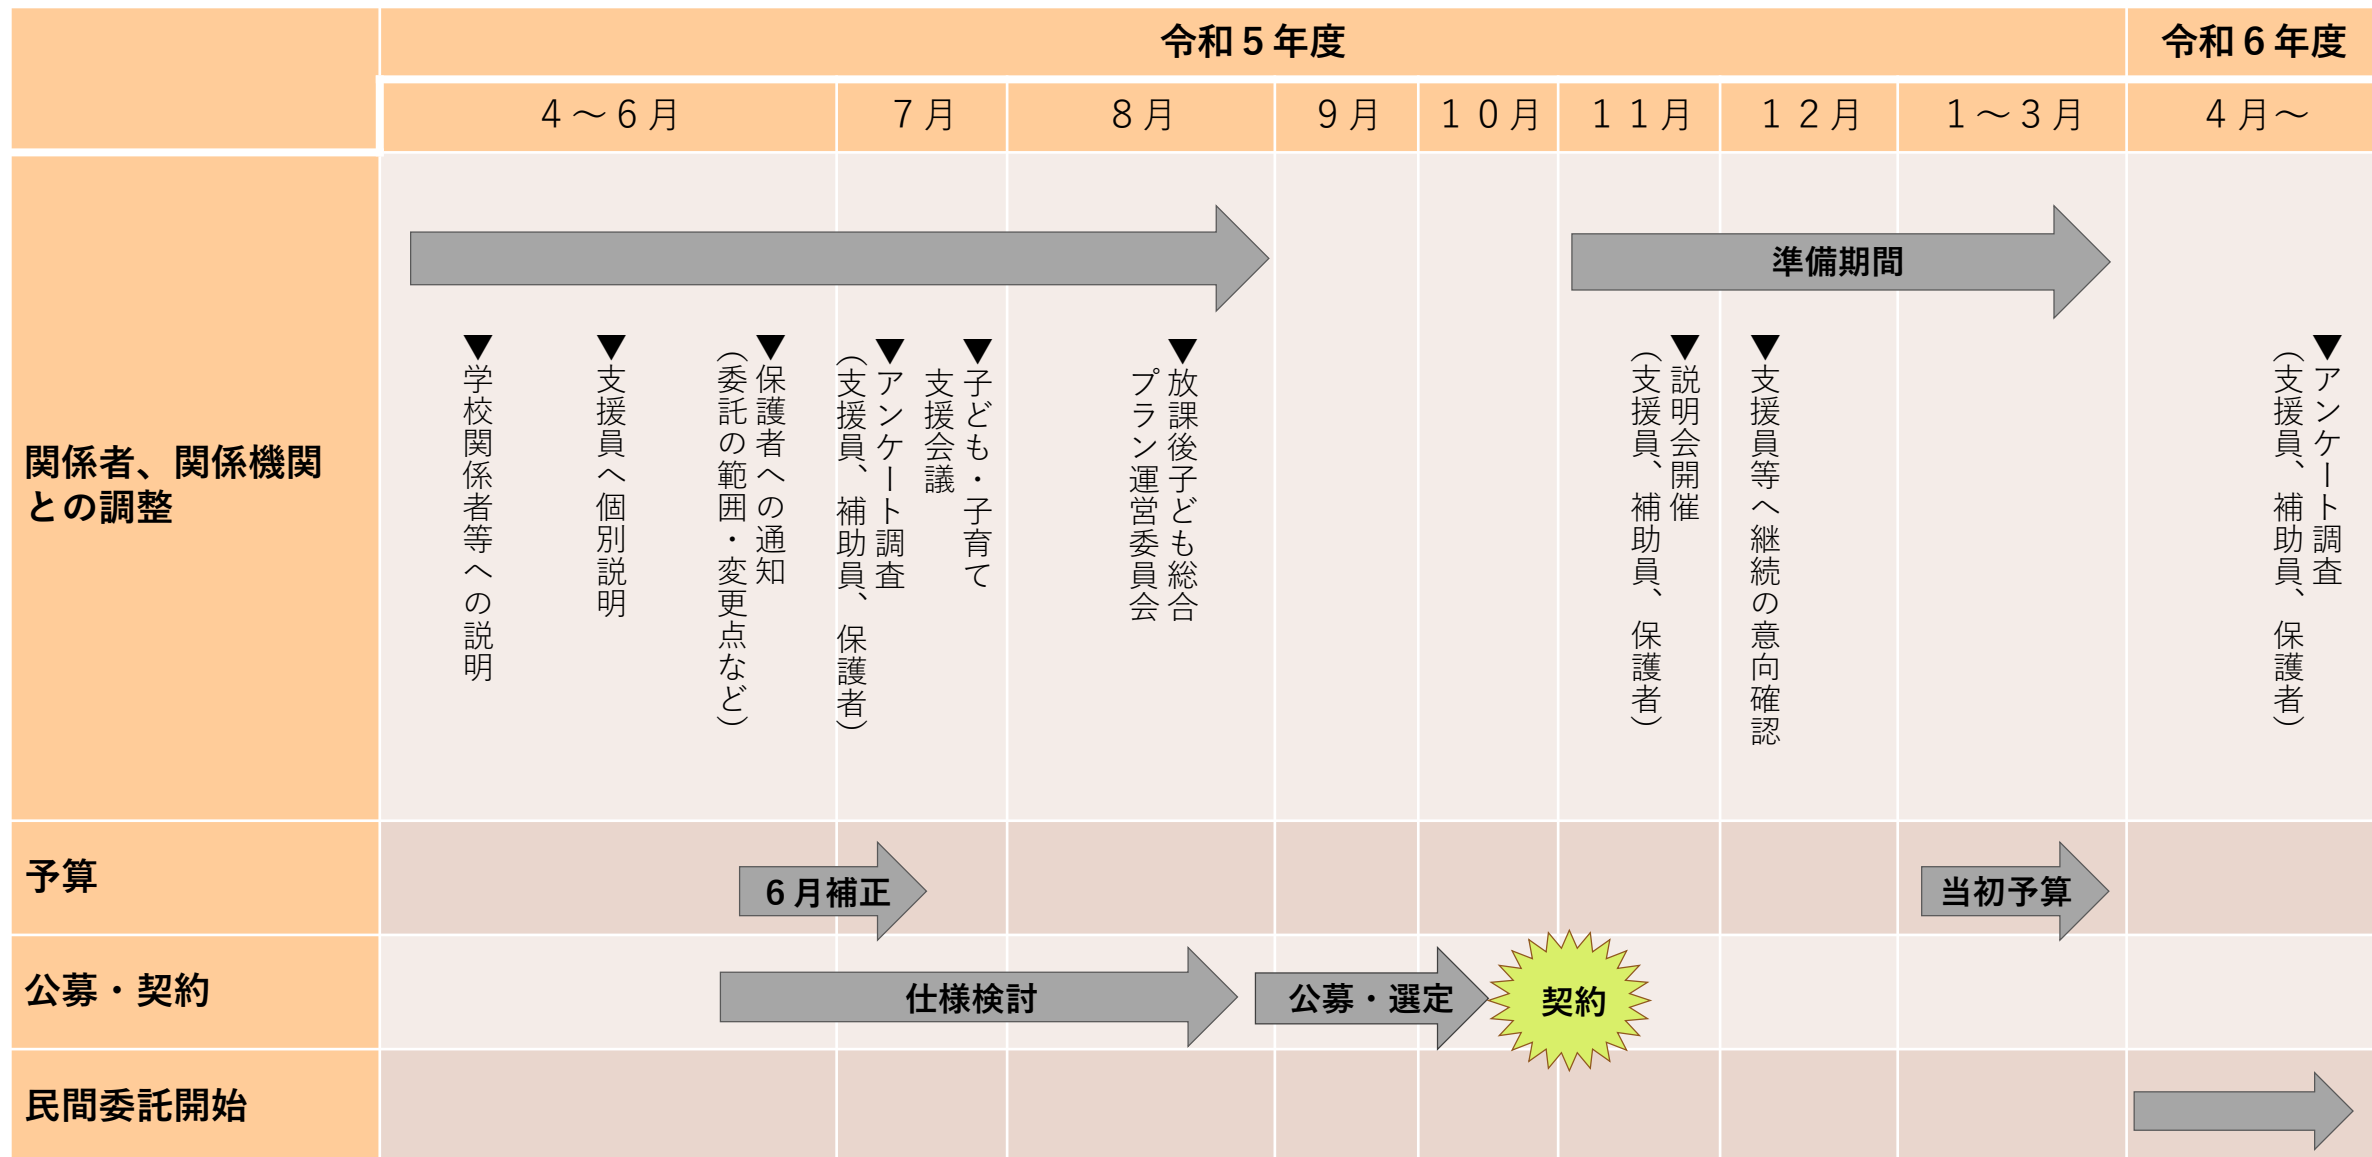 令和５年度
令和６年度
４～６月
７月
８月
９月
１０月
１１月
１２月
１～３月
４月～
関係者、関係機関
との調整
準備期間
▼学校関係者等への説明
▼支援員へ個別説明
▼保護者への通知
（委託の範囲・変更点など）
▼アンケート調査
（支援員、補助員、保護者）
▼子ども・子育て
支援会議
▼放課後子ども総合
プラン運営委員会
▼説明会開催
（支援員、補助員、保護者）
▼支援員等へ継続の意向確認
▼アンケート調査
（支援員、補助員、保護者）
予算
６月補正
当初予算
公募・契約
仕様検討
公募・選定
契約
民間委託開始